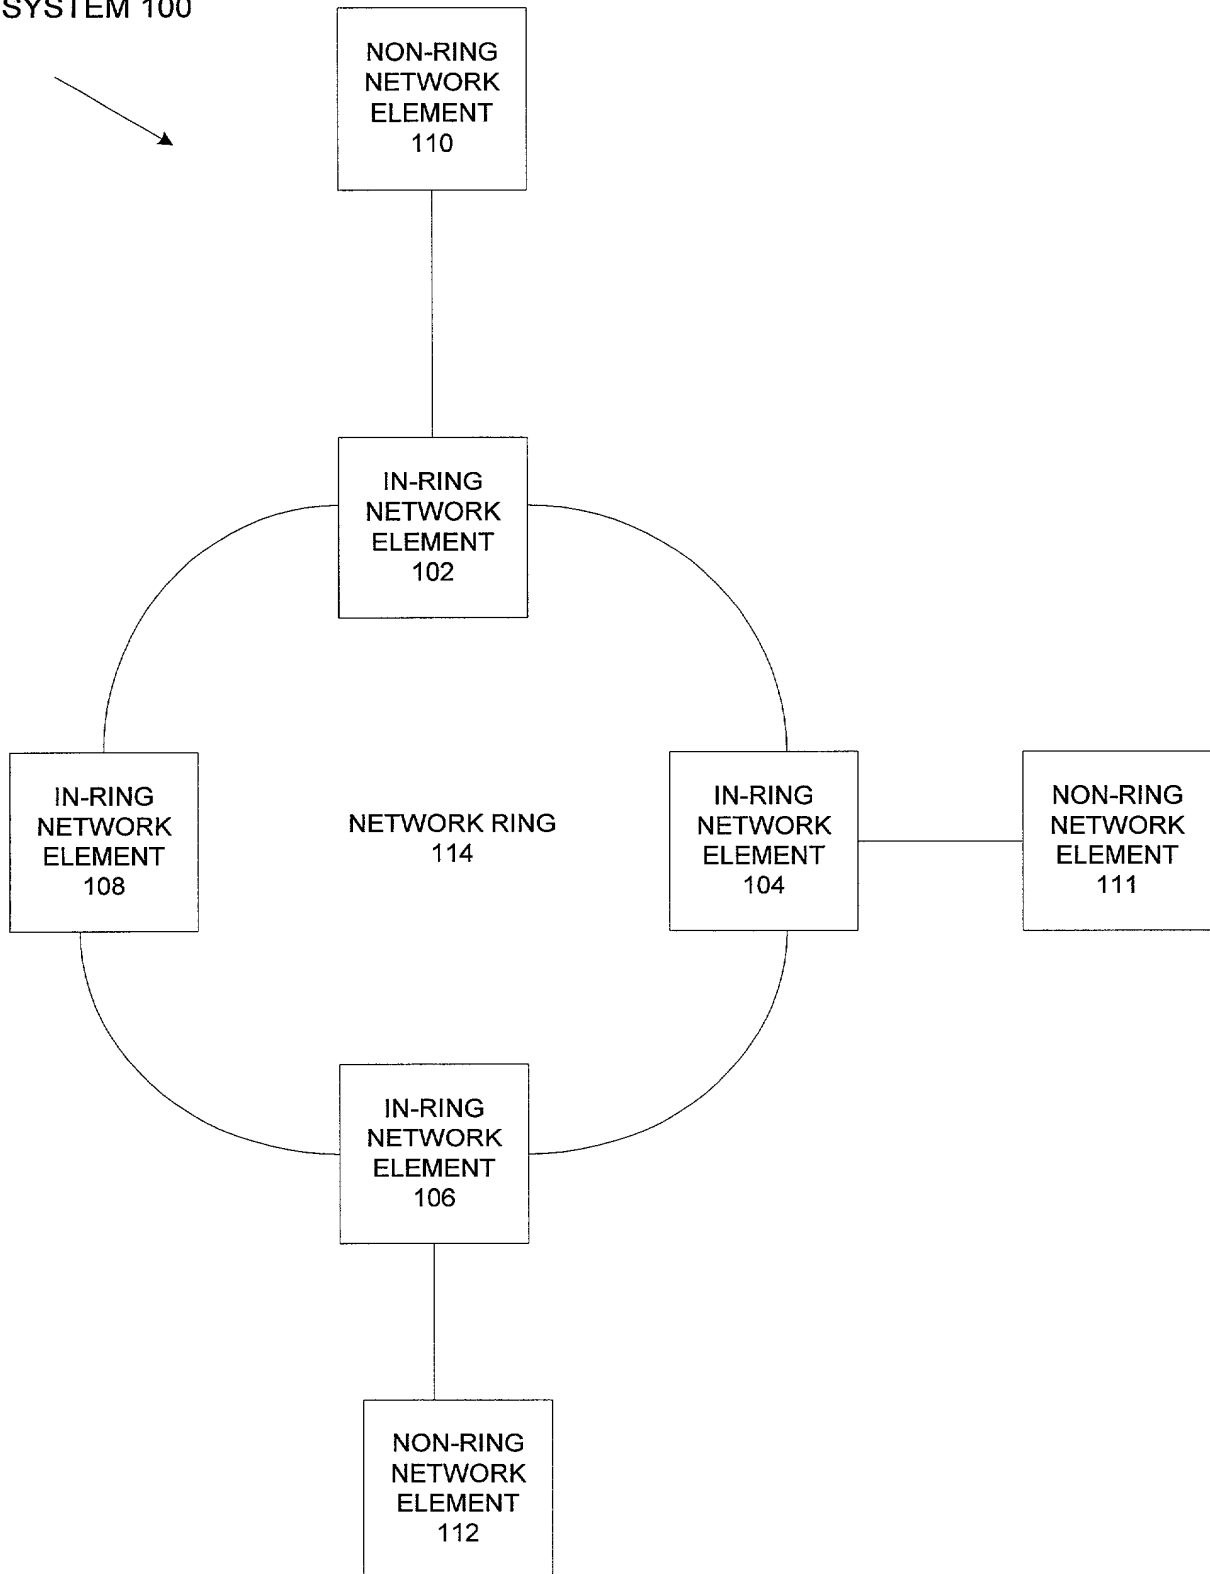 SYSTEM 100
NON-RING
NETWORK
ELEMENT
110
IN-RING
NETWORK
ELEMENT
102
IN-RING
NETWORK
ELEMENT
108
NETWORK RING
114
IN-RING
NETWORK
ELEMENT
104
NON-RING
NETWORK
ELEMENT
111
IN-RING
NETWORK
ELEMENT
106
NON-RING
NETWORK
ELEMENT
112